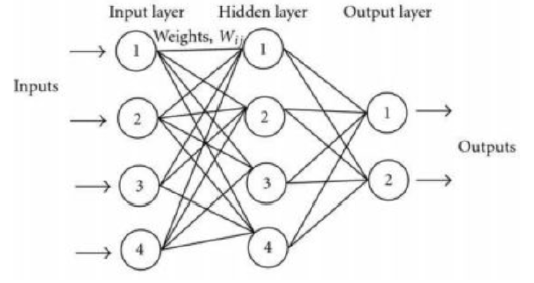 Input layer Hidden layer Output layer
Weights, Wij
1 1
Inputs
2 2 1
Outputs
3 3 2
4 4